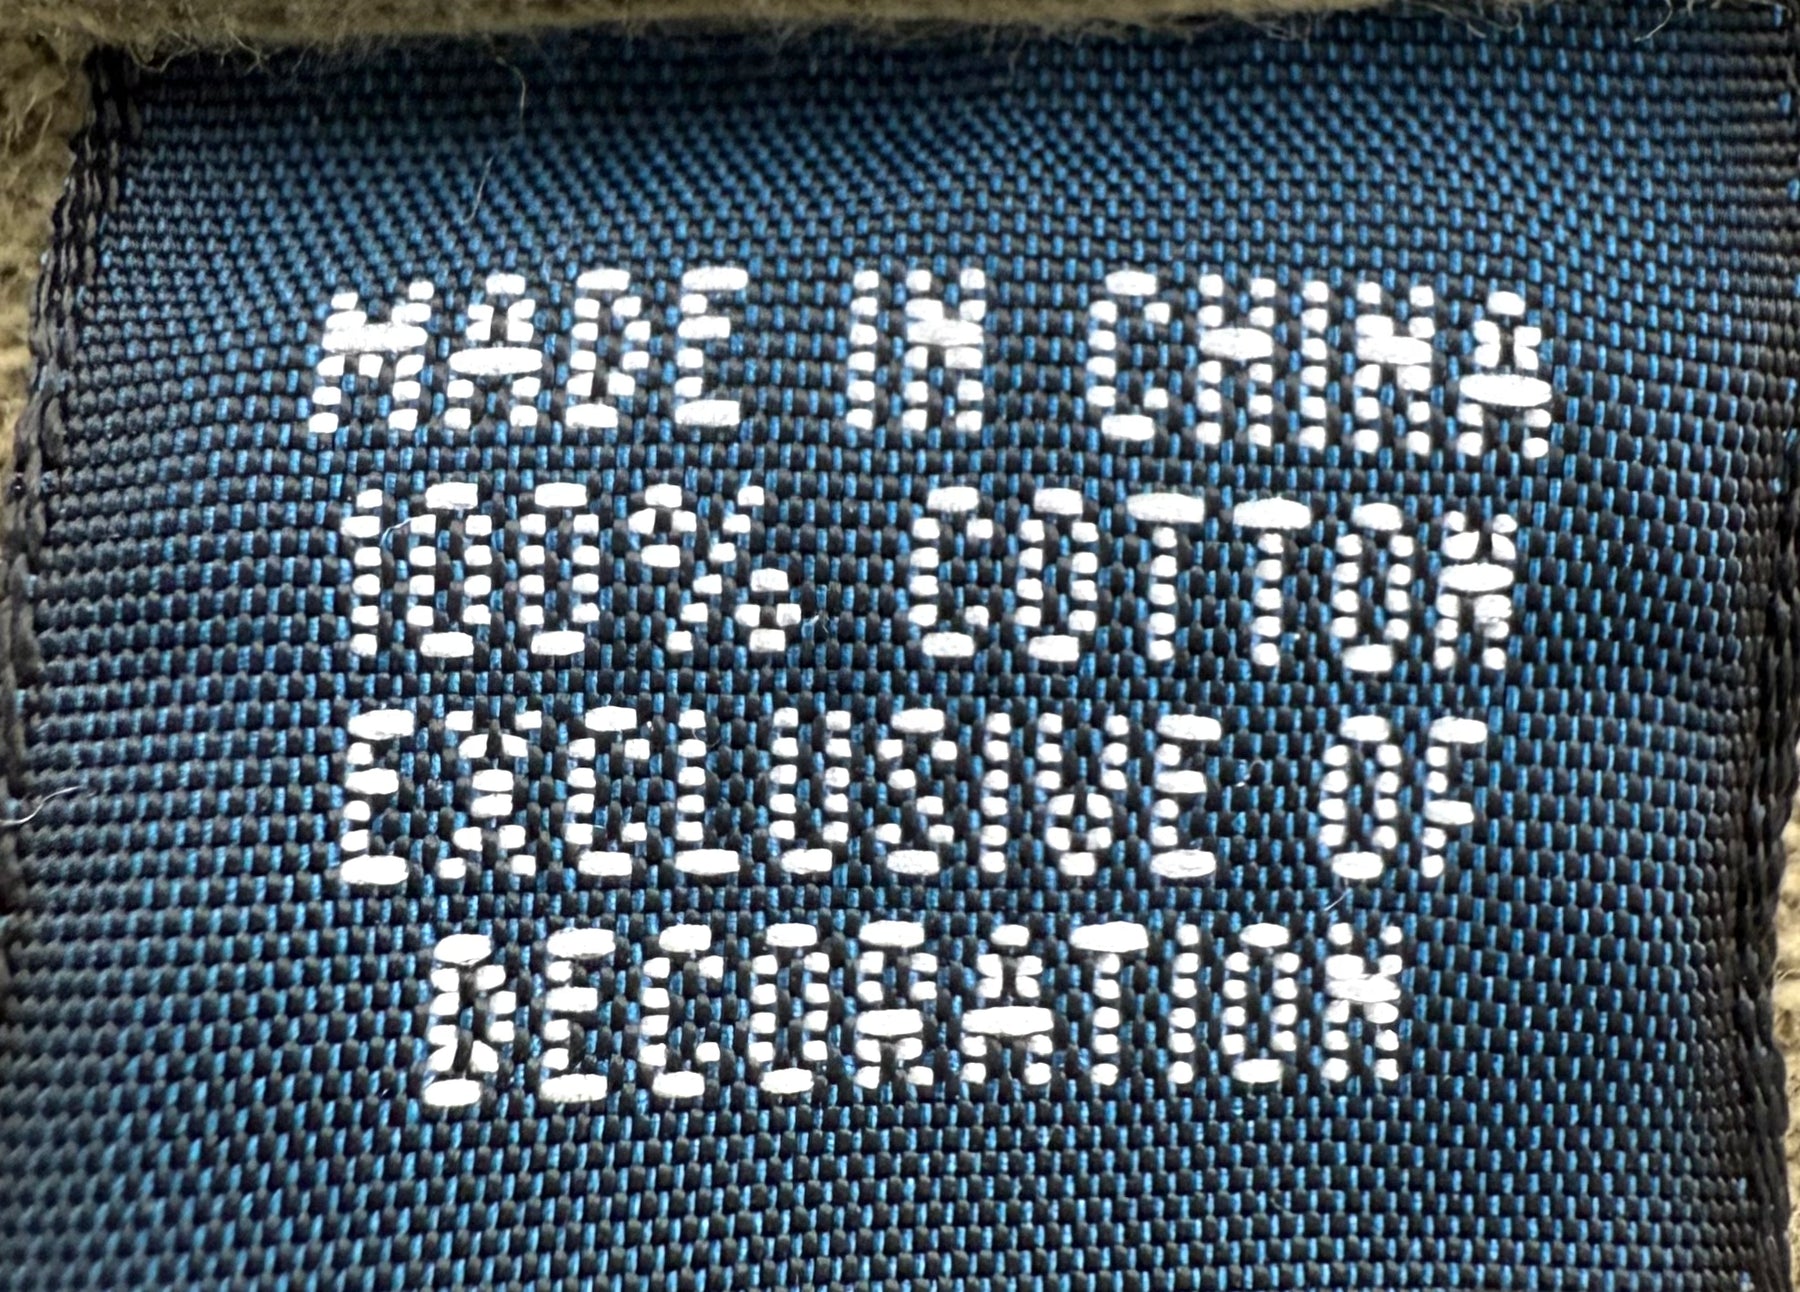 MADE IN CHINA
100% COTTON
EXCLUSIVE OF
DECORATION